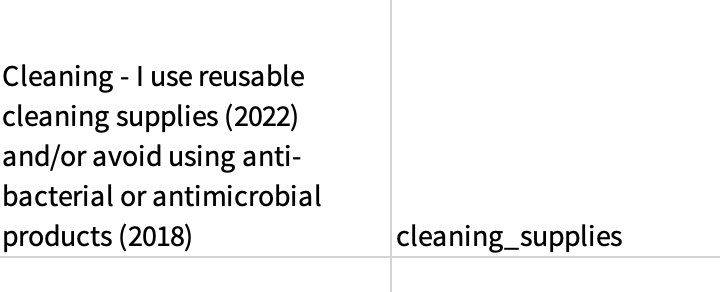 Cleaning - I use reusable
cleaning supplies (2022)
and/or avoid using anti-
bacterial or antimicrobial
products (2018)
cleaning_supplies